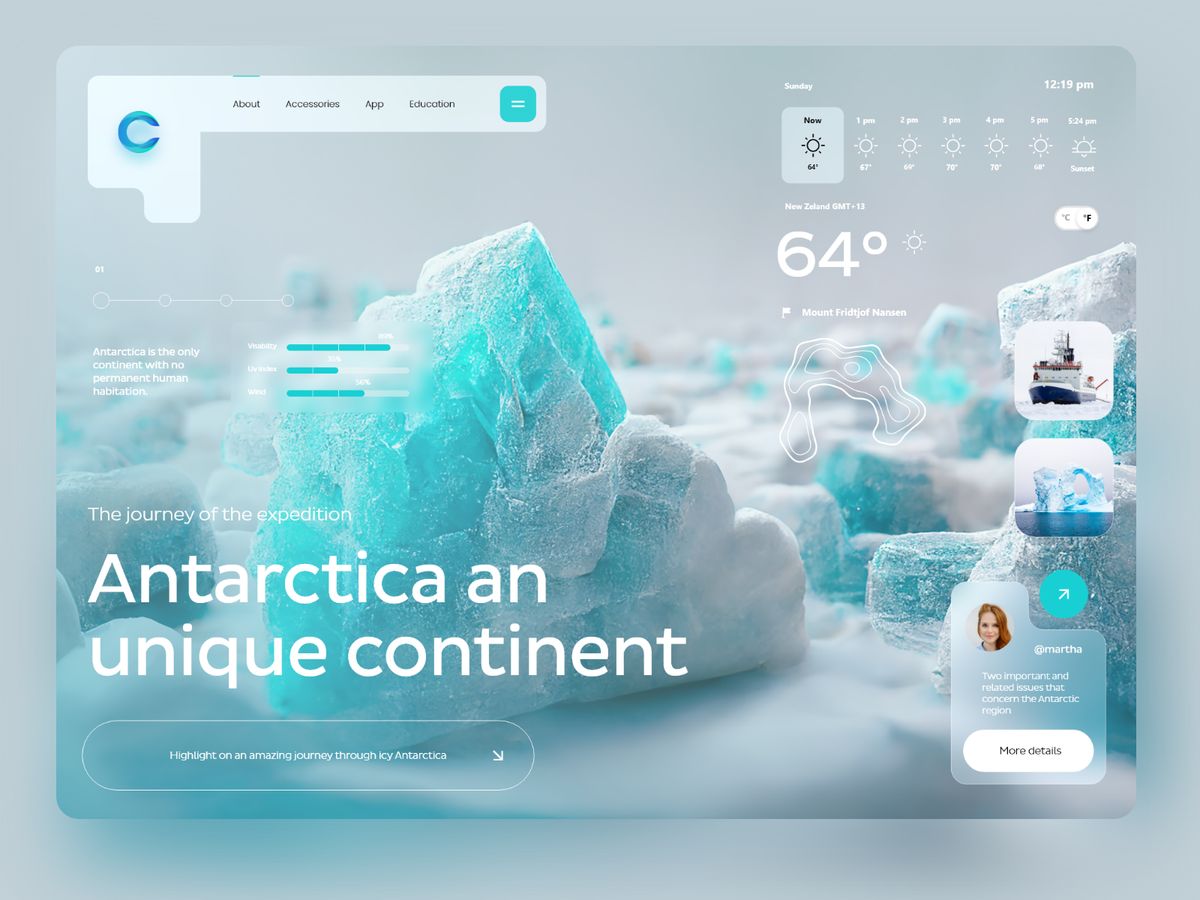 About
Accessories
App
Education
Sunday
12:19 pm
Now
1 pm
2 pm
3 pm
4 pm
5 pm
5:24 pm
64°
67°
69°
70°
70°
68°
Sunset
New Zeland GMT+13
°C
°F
64°
Mount Fridtjof Nansen
01
Antarctica is the only
continent with no
permanent human
habitation.
Visabilty
Uv Index
35%
Wind
56%
The journey of the expedition
Antarctica an
unique continent
Highlight on an amazing journey through Icy Antarctica
@martha
Two important and
related issues that
concern the Antarctic
region
More details